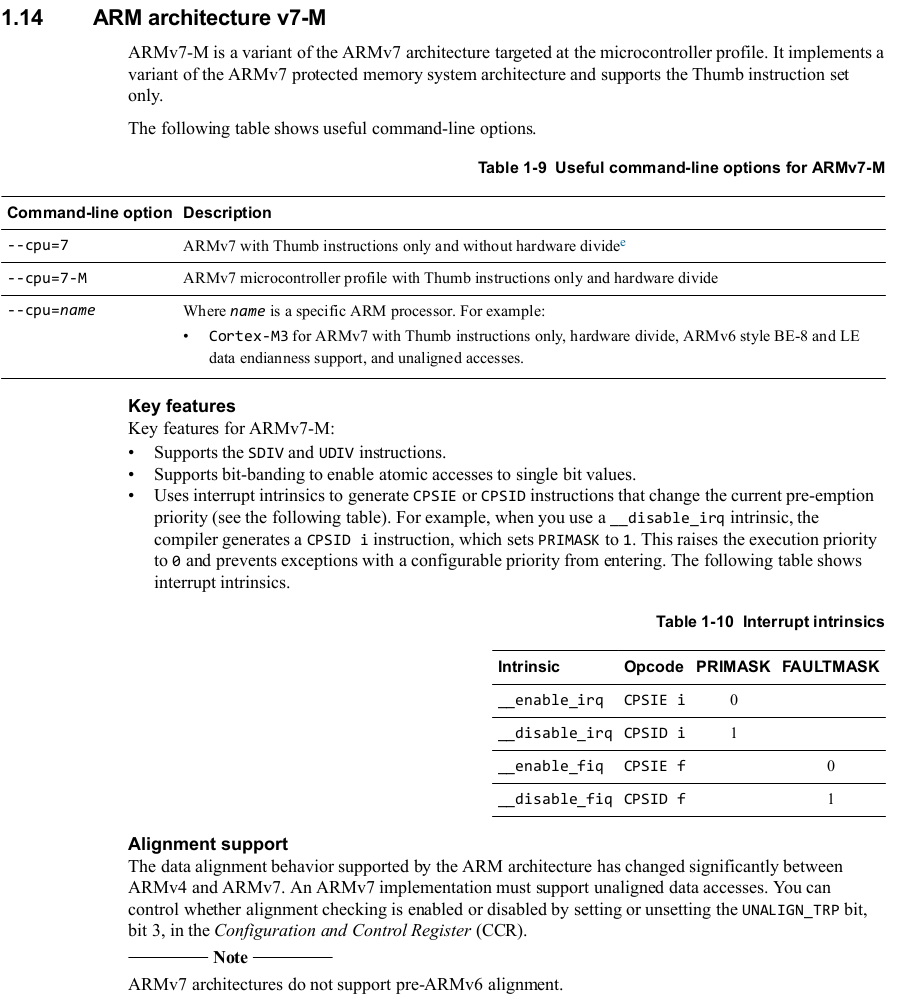 1.14 ARM architecture v7-M
ARMv7-M is a variant of the ARMv7 architecture targeted at the microcontroller profile. It implements a
variant of the ARMv7 protected memory system architecture and supports the Thumb instruction set
only.
The following table shows useful command-line options.
Table 1-9 Useful command-line options for ARMv7-M
Command-line option Description
--cpu=7 ARMv7 with Thumb instructions only and without hardware dividee
--cpu=7-M ARMv7 microcontroller profile with Thumb instructions only and hardware divide
--cpu=name Where name is a specific ARM processor. For example:
• Cortex-M3 for ARMv7 with Thumb instructions only, hardware divide, ARMv6 style BE-8 and LE
data endianness support, and unaligned accesses.
Key features
Key features for ARMv7-M:
• Supports the SDIV and UDIV instructions.
• Supports bit-banding to enable atomic accesses to single bit values.
• Uses interrupt intrinsics to generate CPSIE or CPSID instructions that change the current pre-emption
priority (see the following table). For example, when you use a __disable_irq intrinsic, the
compiler generates a CPSID i instruction, which sets PRIMASK to 1. This raises the execution priority
to 0 and prevents exceptions with a configurable priority from entering. The following table shows
interrupt intrinsics.
Table 1-10 Interrupt intrinsics
Intrinsic Opcode PRIMASK FAULTMASK
__enable_irq CPSIE i 0
__disable_irq CPSID i 1
__enable_fiq CPSIE f 0
__disable_fiq CPSID f 1
Alignment support
The data alignment behavior supported by the ARM architecture has changed significantly between
ARMv4 and ARMv7. An ARMv7 implementation must support unaligned data accesses. You can
control whether alignment checking is enabled or disabled by setting or unsetting the UNALIGN_TRP bit,
bit 3, in the Configuration and Control Register (CCR).
Note
ARMv7 architectures do not support pre-ARMv6 alignment.